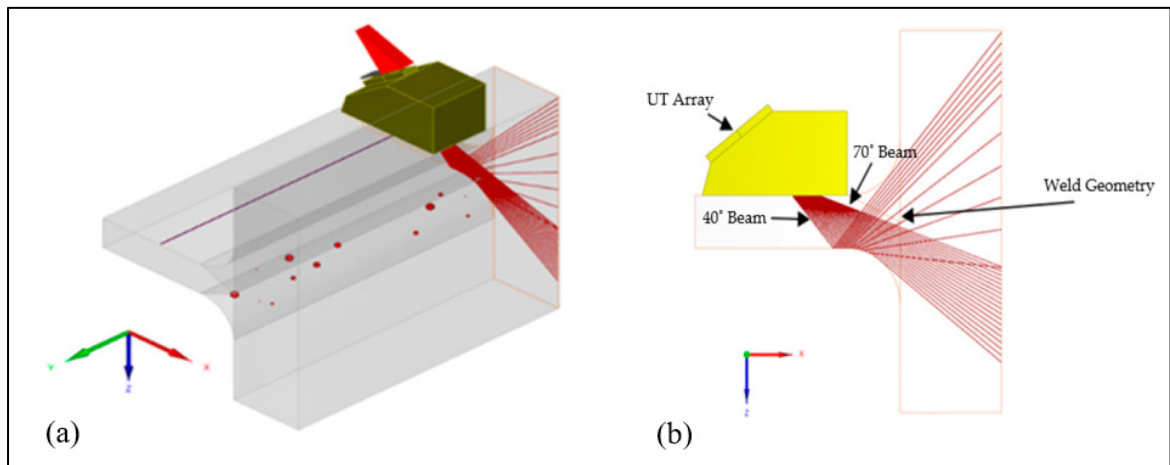 UT Array
70° Beam
Weld Geometry
40° Beam
Y
Z
X
X
Z
(a)
(b)